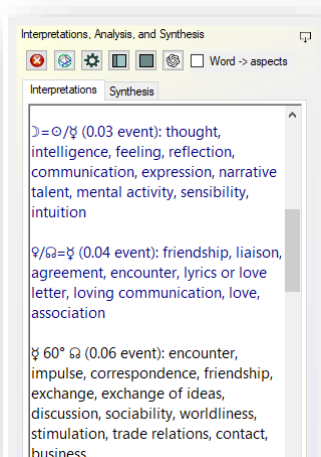 Interpretations, Analysis, and Synthesis
Word -> aspects
Interpretations Synthesis
☽=☉/☿ (0.03 event): thought,
intelligence, feeling, reflection,
communication, expression, narrative
talent, mental activity, sensibility,
intuition
♀/☊=☿ (0.04 event): friendship, liaison,
agreement, encounter, lyrics or love
letter, loving communication, love,
association
☿ 60° ☊ (0.06 event): encounter,
impulse, correspondence, friendship,
exchange, exchange of ideas,
discussion, sociability, worldliness,
stimulation, trade relations, contact,
business